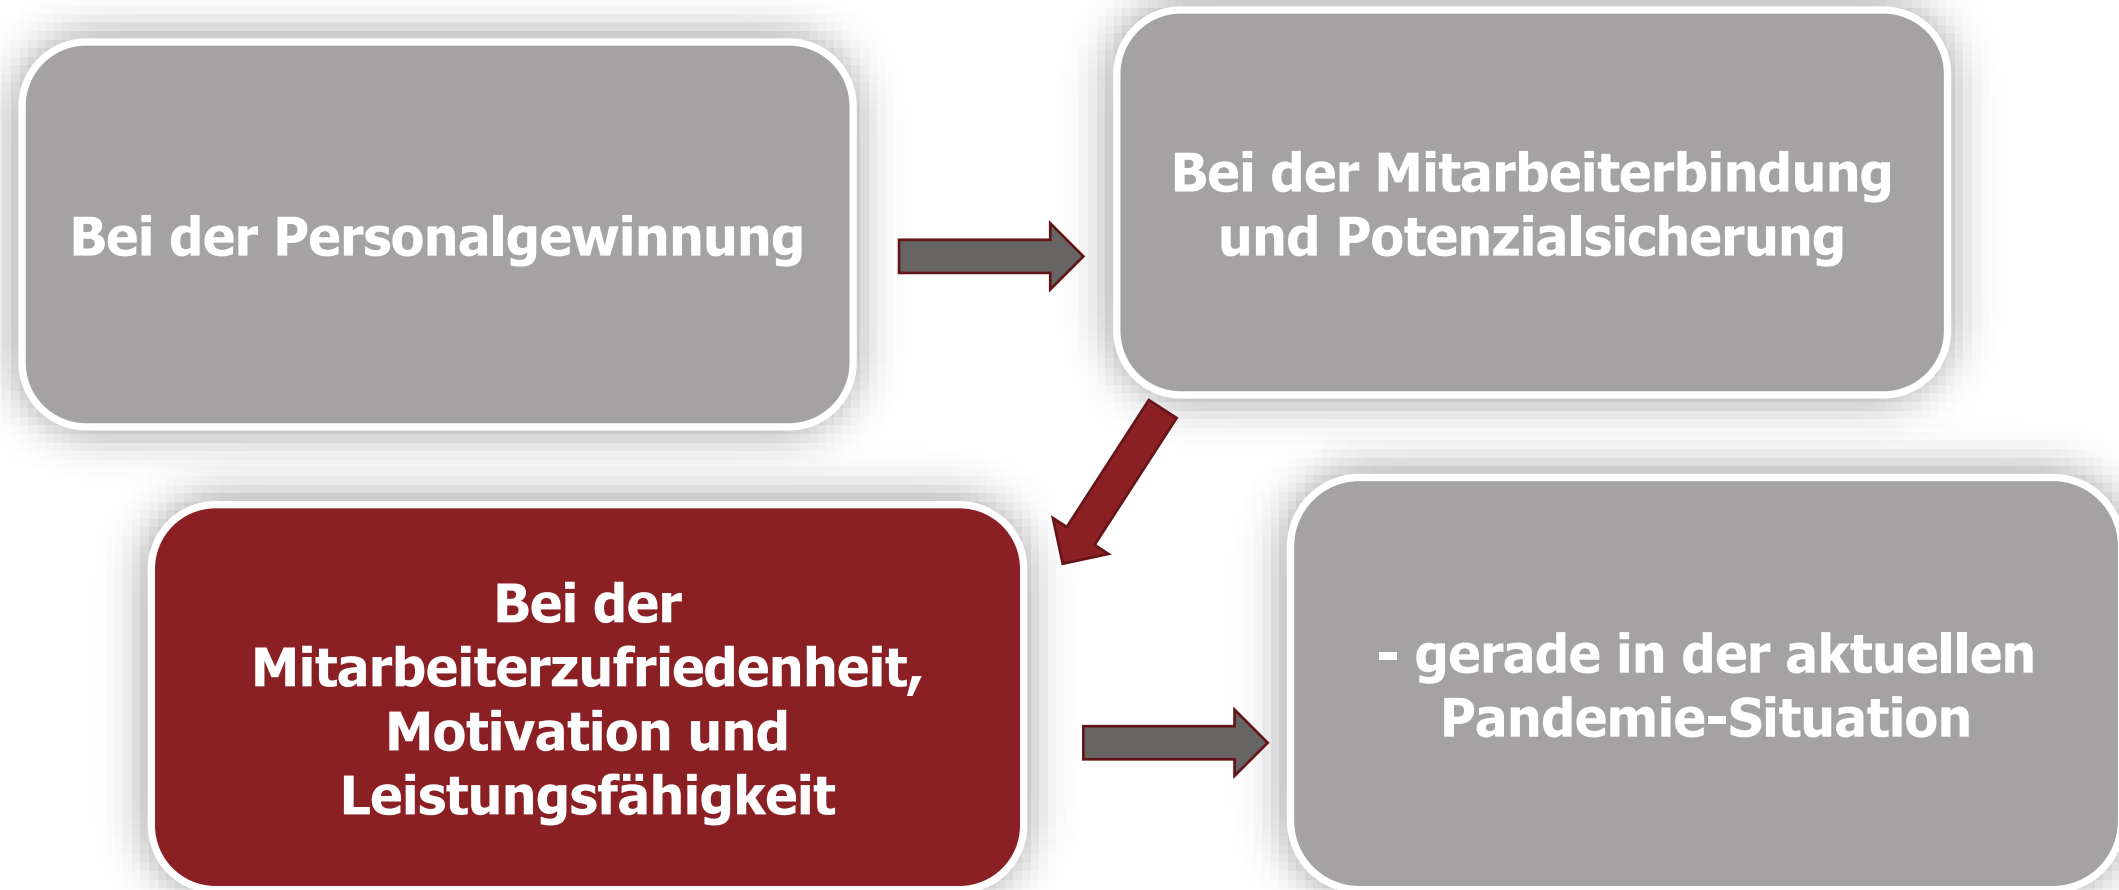 Bei der Personalgewinnung
Bei der Mitarbeiterbindung
und Potenzialsicherung
Bei der
Mitarbeiterzufriedenheit,
Motivation und
Leistungsfähigkeit
- gerade in der aktuellen
Pandemie-Situation